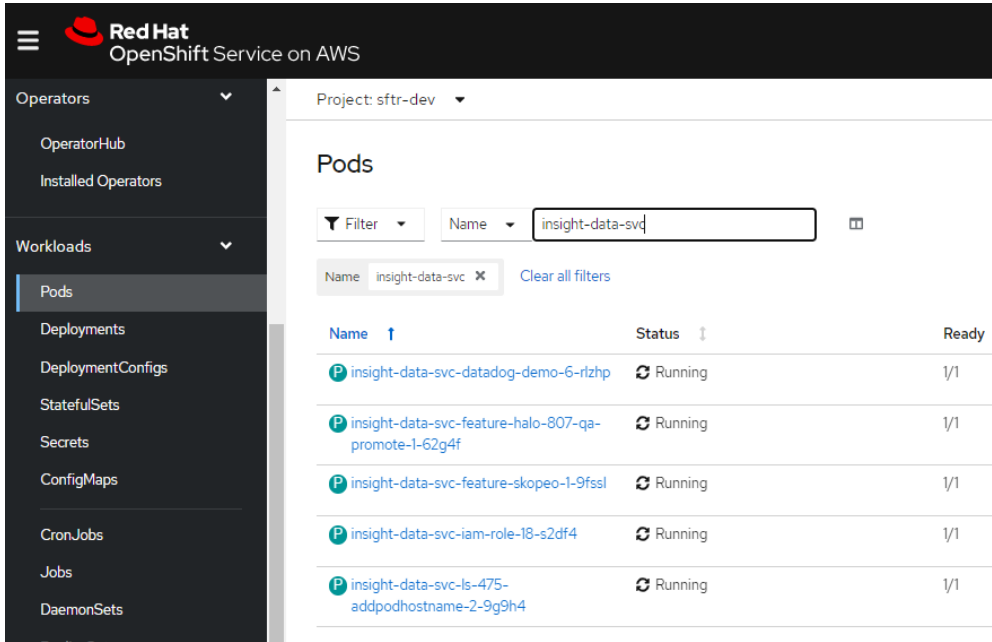 Red Hat
OpenShift Service on AWS
Operators
OperatorHub
Installed Operators
Workloads
Pods
Deployments
DeploymentConfigs
StatefulSets
Secrets
ConfigMaps
CronJobs
Jobs
DaemonSets
Project: sftr-dev
Pods
Filter
Name
insight-data-svc
Name insight-data-svc
Clear all filters
Name Status Ready
P insight-data-svc-datadog-demo-6-rlzhp Running 1/1
P insight-data-svc-feature-halo-807-qa- Running 1/1
promote-1-62g4f
P insight-data-svc-feature-skopeo-1-9fssl Running 1/1
P insight-data-svc-iam-role-18-s2df4 Running 1/1
P insight-data-svc-ls-475- Running 1/1
addpodhostname-2-9g9h4